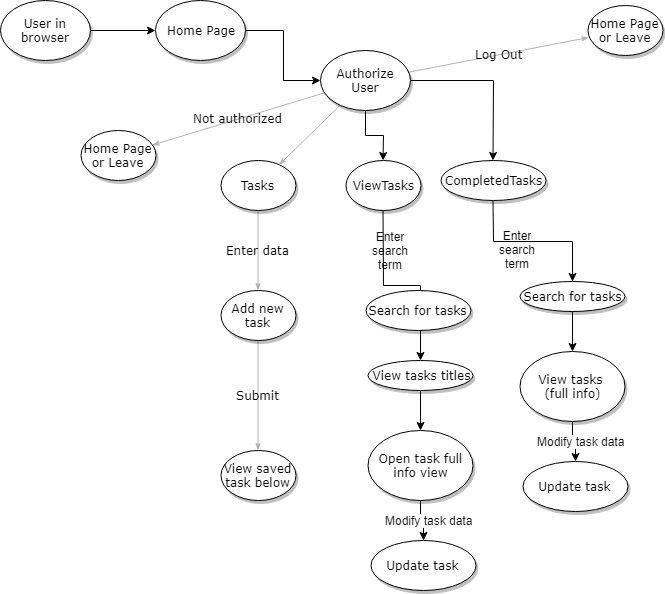 User in
browser
Home Page
Home Page
or Leave
Log Out
Authorize
User
Not authorized
Home Page
or Leave
Tasks
ViewTasks
CompletedTasks
Enter data
Enter
search
term
Enter
search
term
Add new
task
Search for tasks
Search for tasks
View tasks titles
View tasks
(full info)
Submit
Modify task data
View saved
task below
Open task full
info view
Update task
Modify task data
Update task